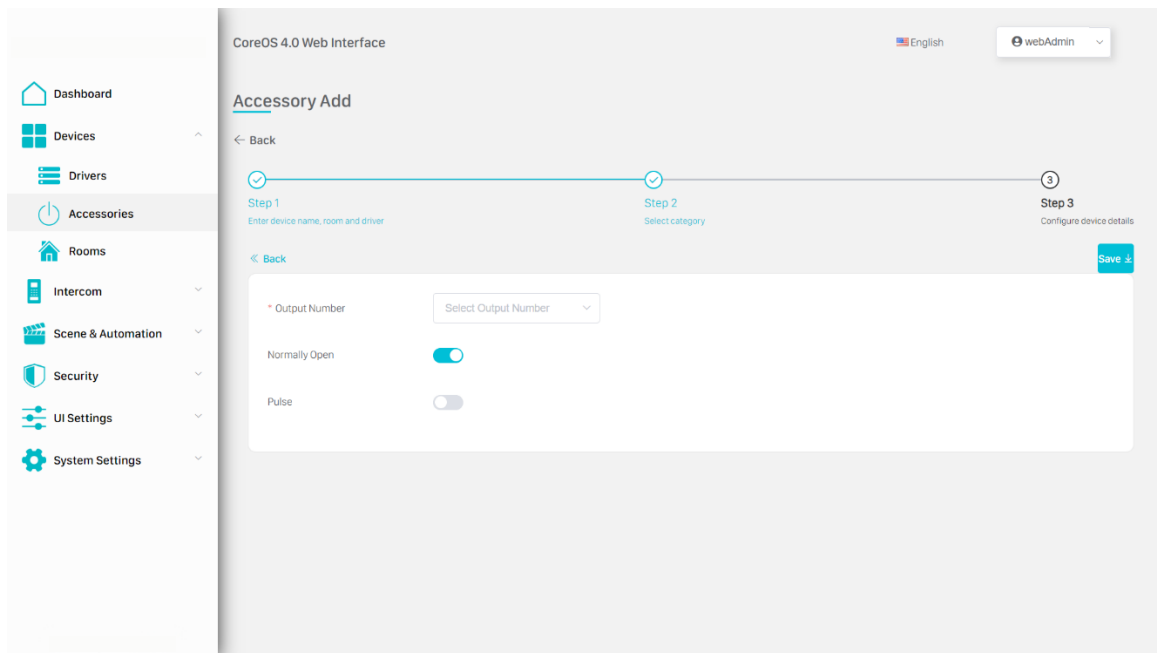 CoreOS 4.0 Web Interface
English
webAdmin
Dashboard
Devices
Drivers
Accessories
Rooms
Intercom
Scene & Automation
Security
UI Settings
System Settings
Accessory Add
Back
Step 1
Enter device name, room and driver
Step 2
Select category
3
Step 3
Configure device details
Back
Save
* Output Number
Select Output Number
Normally Open
Pulse